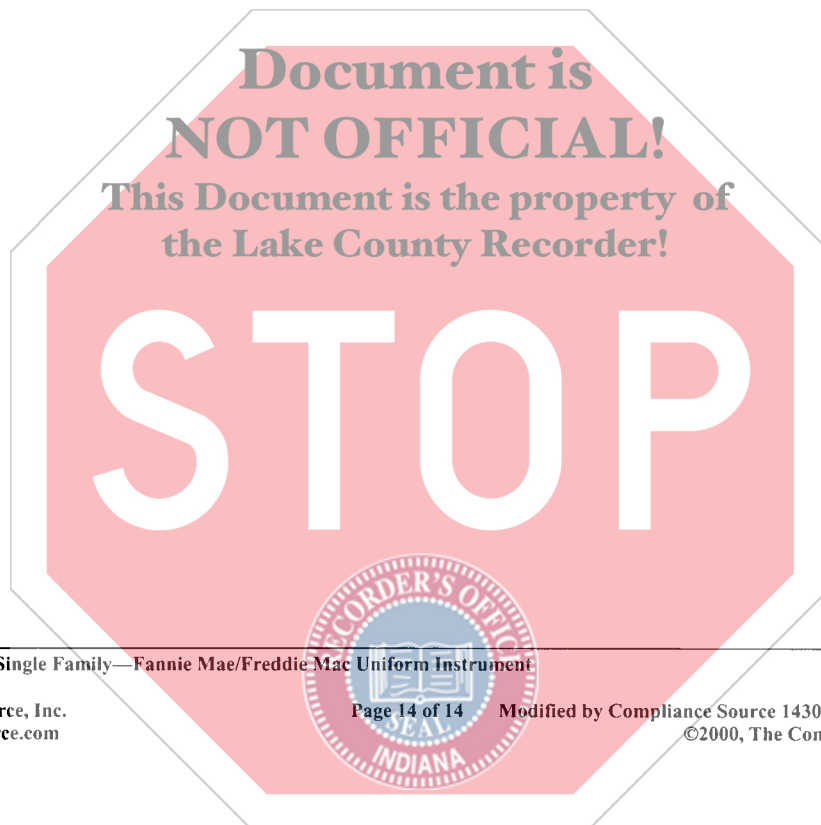 Document is
NOT OFFICIAL!
This Document is the property of
the Lake County Recorder!
STOP
RECORDER'S OFFICE
Single Family—Fannie Mae/Freddie Mac Uniform Instrument
rce, Inc.
Page 14 of 14
Modified by Compliance Source 1430
rce.com
©2000, The Con
SEAL
INDIANA